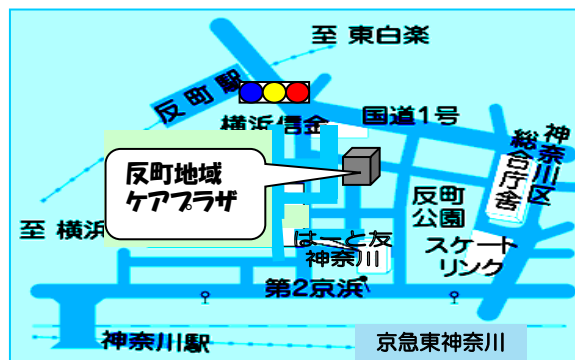 至 東白楽
反町駅
国道1号
横浜信金
神奈川区
総合庁舎
反町地域
ケアプラザ
反町
公園
至 横浜
はーと友
神奈川
スケート
リンク
第2京浜
神奈川駅
京急東神奈川